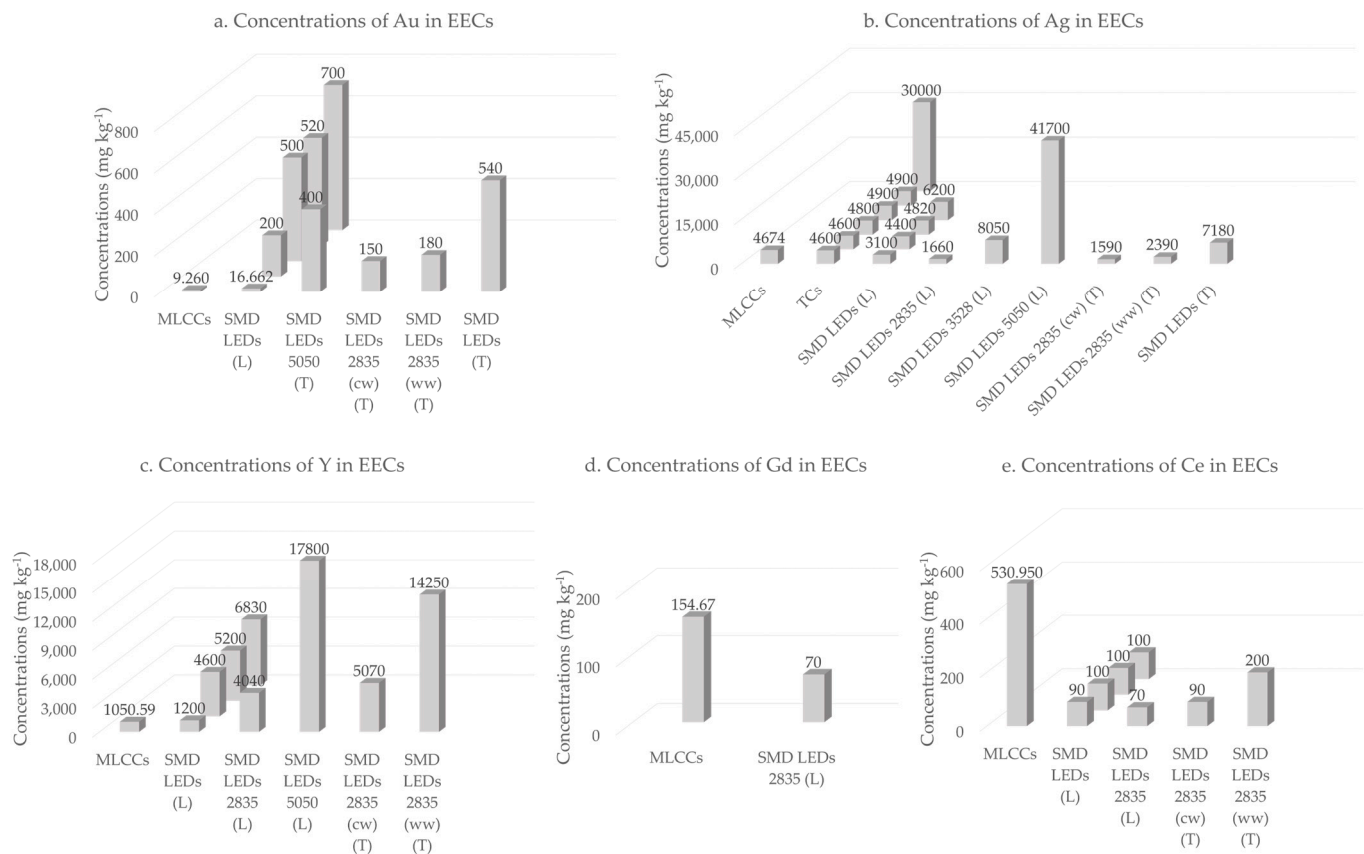 a. Concentrations of Au in EECs
Concentrations (mg kg⁻¹)
800
600
400
200
0
700
520
500
400
200
9.260
16.662
150
180
540
MLCCs
SMD
LEDs
(L)
SMD
LEDs
5050
(T)
SMD
LEDs
2835
(cw)
(T)
SMD
LEDs
2835
(ww)
(T)
SMD
LEDs
(T)
b. Concentrations of Ag in EECs
Concentrations (mg kg⁻¹)
45,000
30,000
15,000
0
30000
4900
4900
6200
4800
4820
4600
4400
4674
4600
3100
1660
8050
41700
1590
2390
7180
MLCCs
TCs
SMD LEDs (L)
SMD LEDs 2835 (L)
SMD LEDs 3528 (L)
SMD LEDs 5050 (L)
SMD LEDs 2835 (cw) (T)
SMD LEDs 2835 (ww) (T)
SMD LEDs (T)
c. Concentrations of Y in EECs
Concentrations (mg kg⁻¹)
18,000
15,000
12,000
9,000
6,000
3,000
0
17800
14250
6830
5200
4600
4040
5070
1050.59
1200
MLCCs
SMD
LEDs
(L)
SMD
LEDs
2835
(L)
SMD
LEDs
5050
(L)
SMD
LEDs
2835
(cw)
(T)
SMD
LEDs
2835
(ww)
(T)
d. Concentrations of Gd in EECs
Concentrations (mg kg⁻¹)
200
100
0
154.67
70
MLCCs
SMD LEDs
2835 (L)
e. Concentrations of Ce in EECs
Concentrations (mg kg⁻¹)
600
400
200
0
530.950
100
100
100
90
70
90
200
MLCCs
SMD
LEDs
(L)
SMD
LEDs
2835
(L)
SMD
LEDs
2835
(cw)
(T)
SMD
LEDs
2835
(ww)
(T)